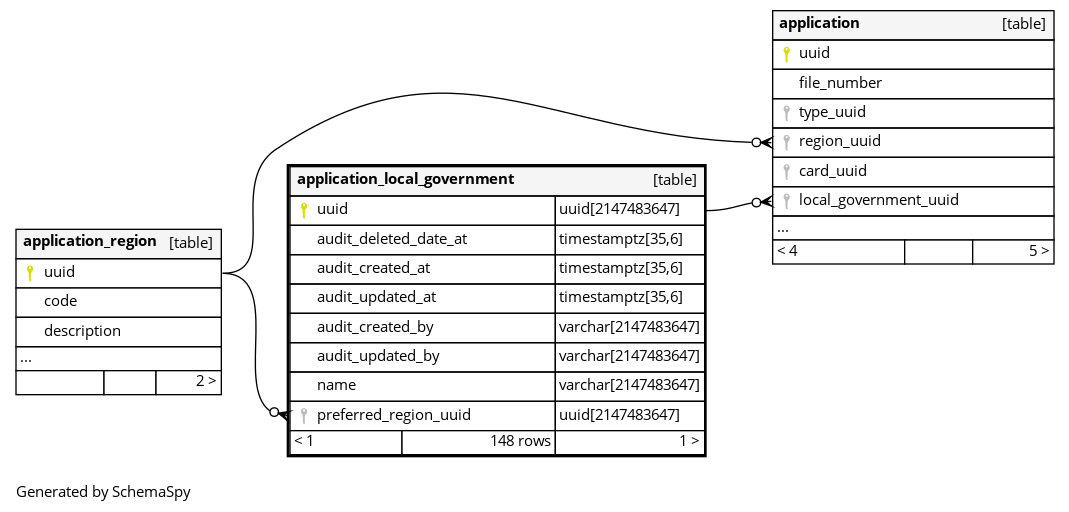 application [table]
uuid
file_number
type_uuid
region_uuid
card_uuid
local_government_uuid
...
< 4 5 >
application_local_government [table]
uuid uuid[2147483647]
audit_deleted_date_at timestamptz[35,6]
audit_created_at timestamptz[35,6]
audit_updated_at timestamptz[35,6]
audit_created_by varchar[2147483647]
audit_updated_by varchar[2147483647]
name varchar[2147483647]
preferred_region_uuid uuid[2147483647]
< 1 148 rows 1 >
application_region [table]
uuid
code
description
...
2 >
Generated by SchemaSpy